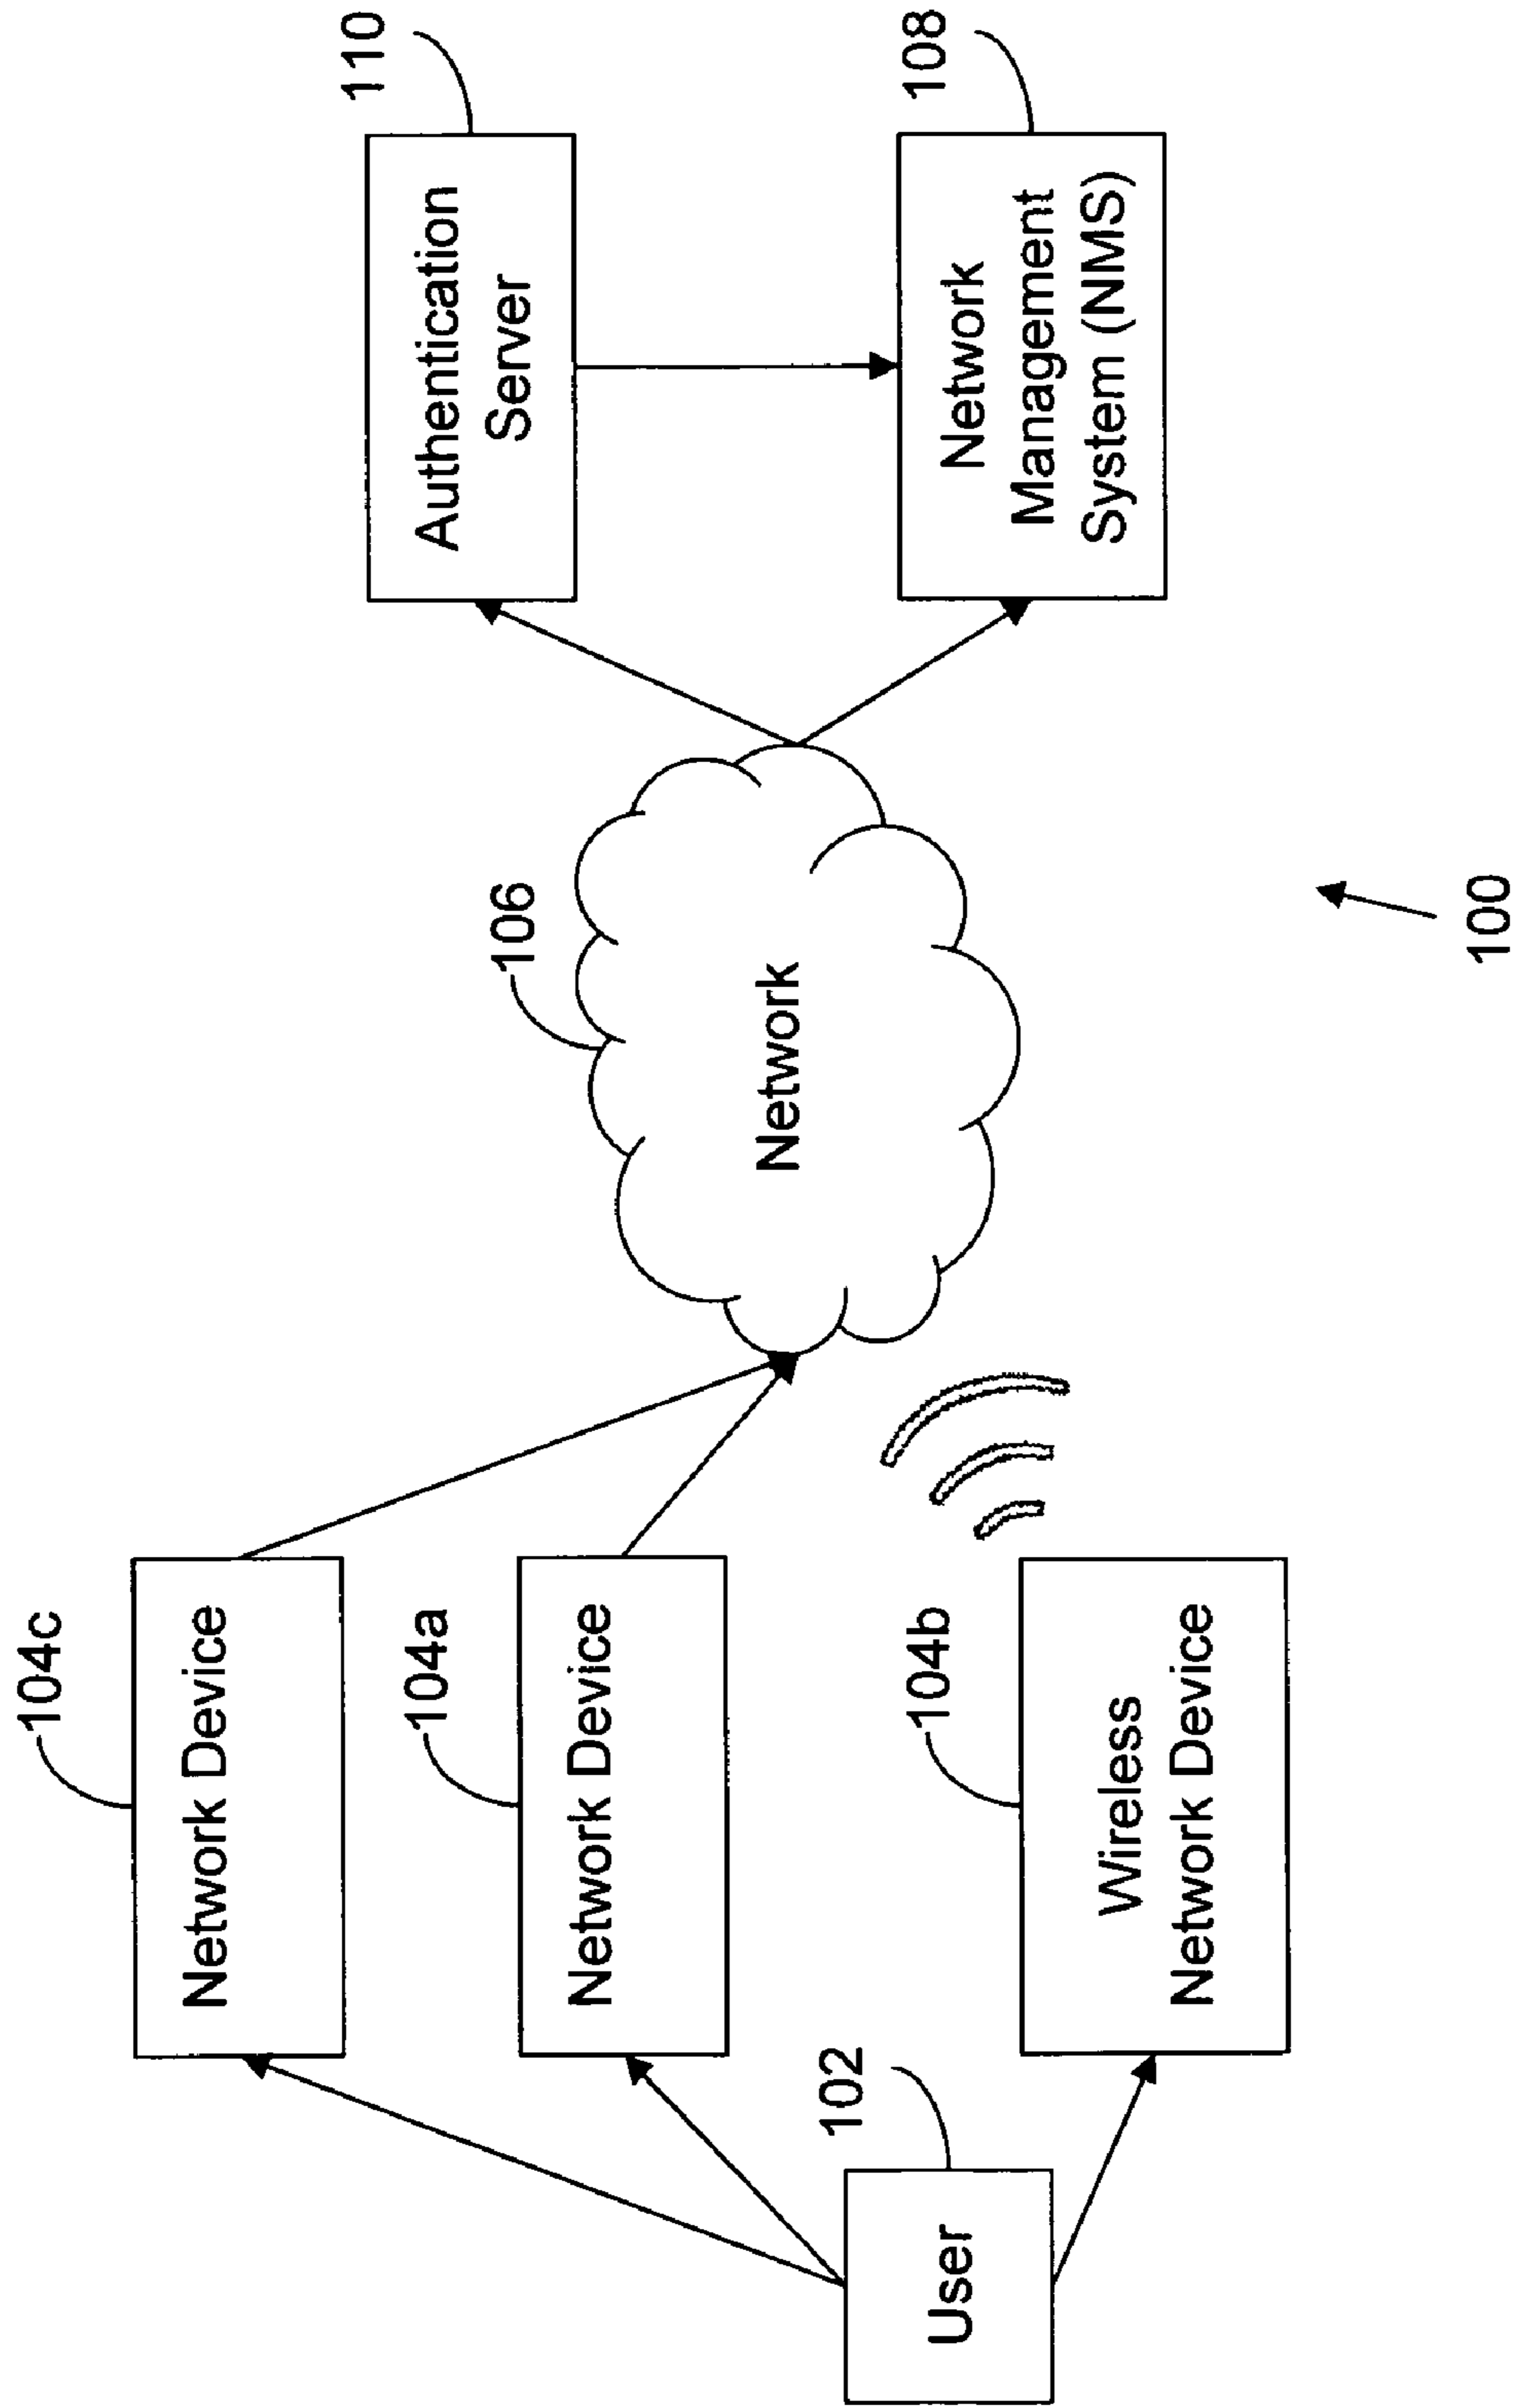 104c
Network Device
104a
Network Device
104b
Wireless
Network Device
102
User
106
Network
110
Authentication
Server
108
Network
Management
System (NMS)
100